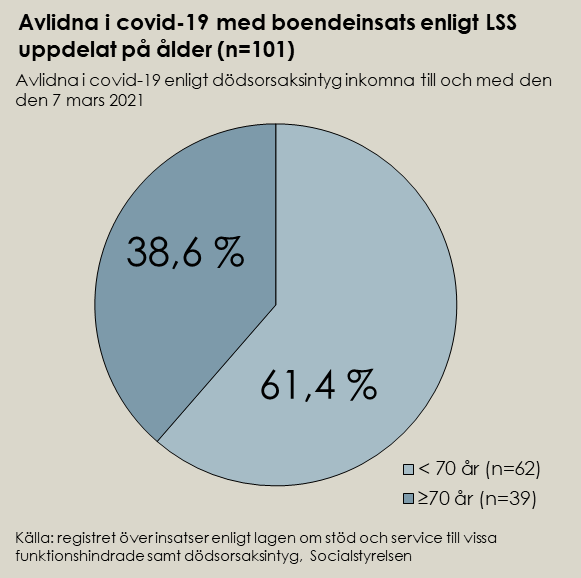 Avlidna i covid-19 med boendeinsats enligt LSS
uppdelat på ålder (n=101)
Avlidna i covid-19 enligt dödsorsaksintyg inkomna till och med den
den 7 mars 2021
38,6 %
61,4 %
< 70 år (n=62)
≥70 år (n=39)
Källa: registret över insatser enligt lagen om stöd och service till vissa
funktionshindrade samt dödsorsaksintyg, Socialstyrelsen